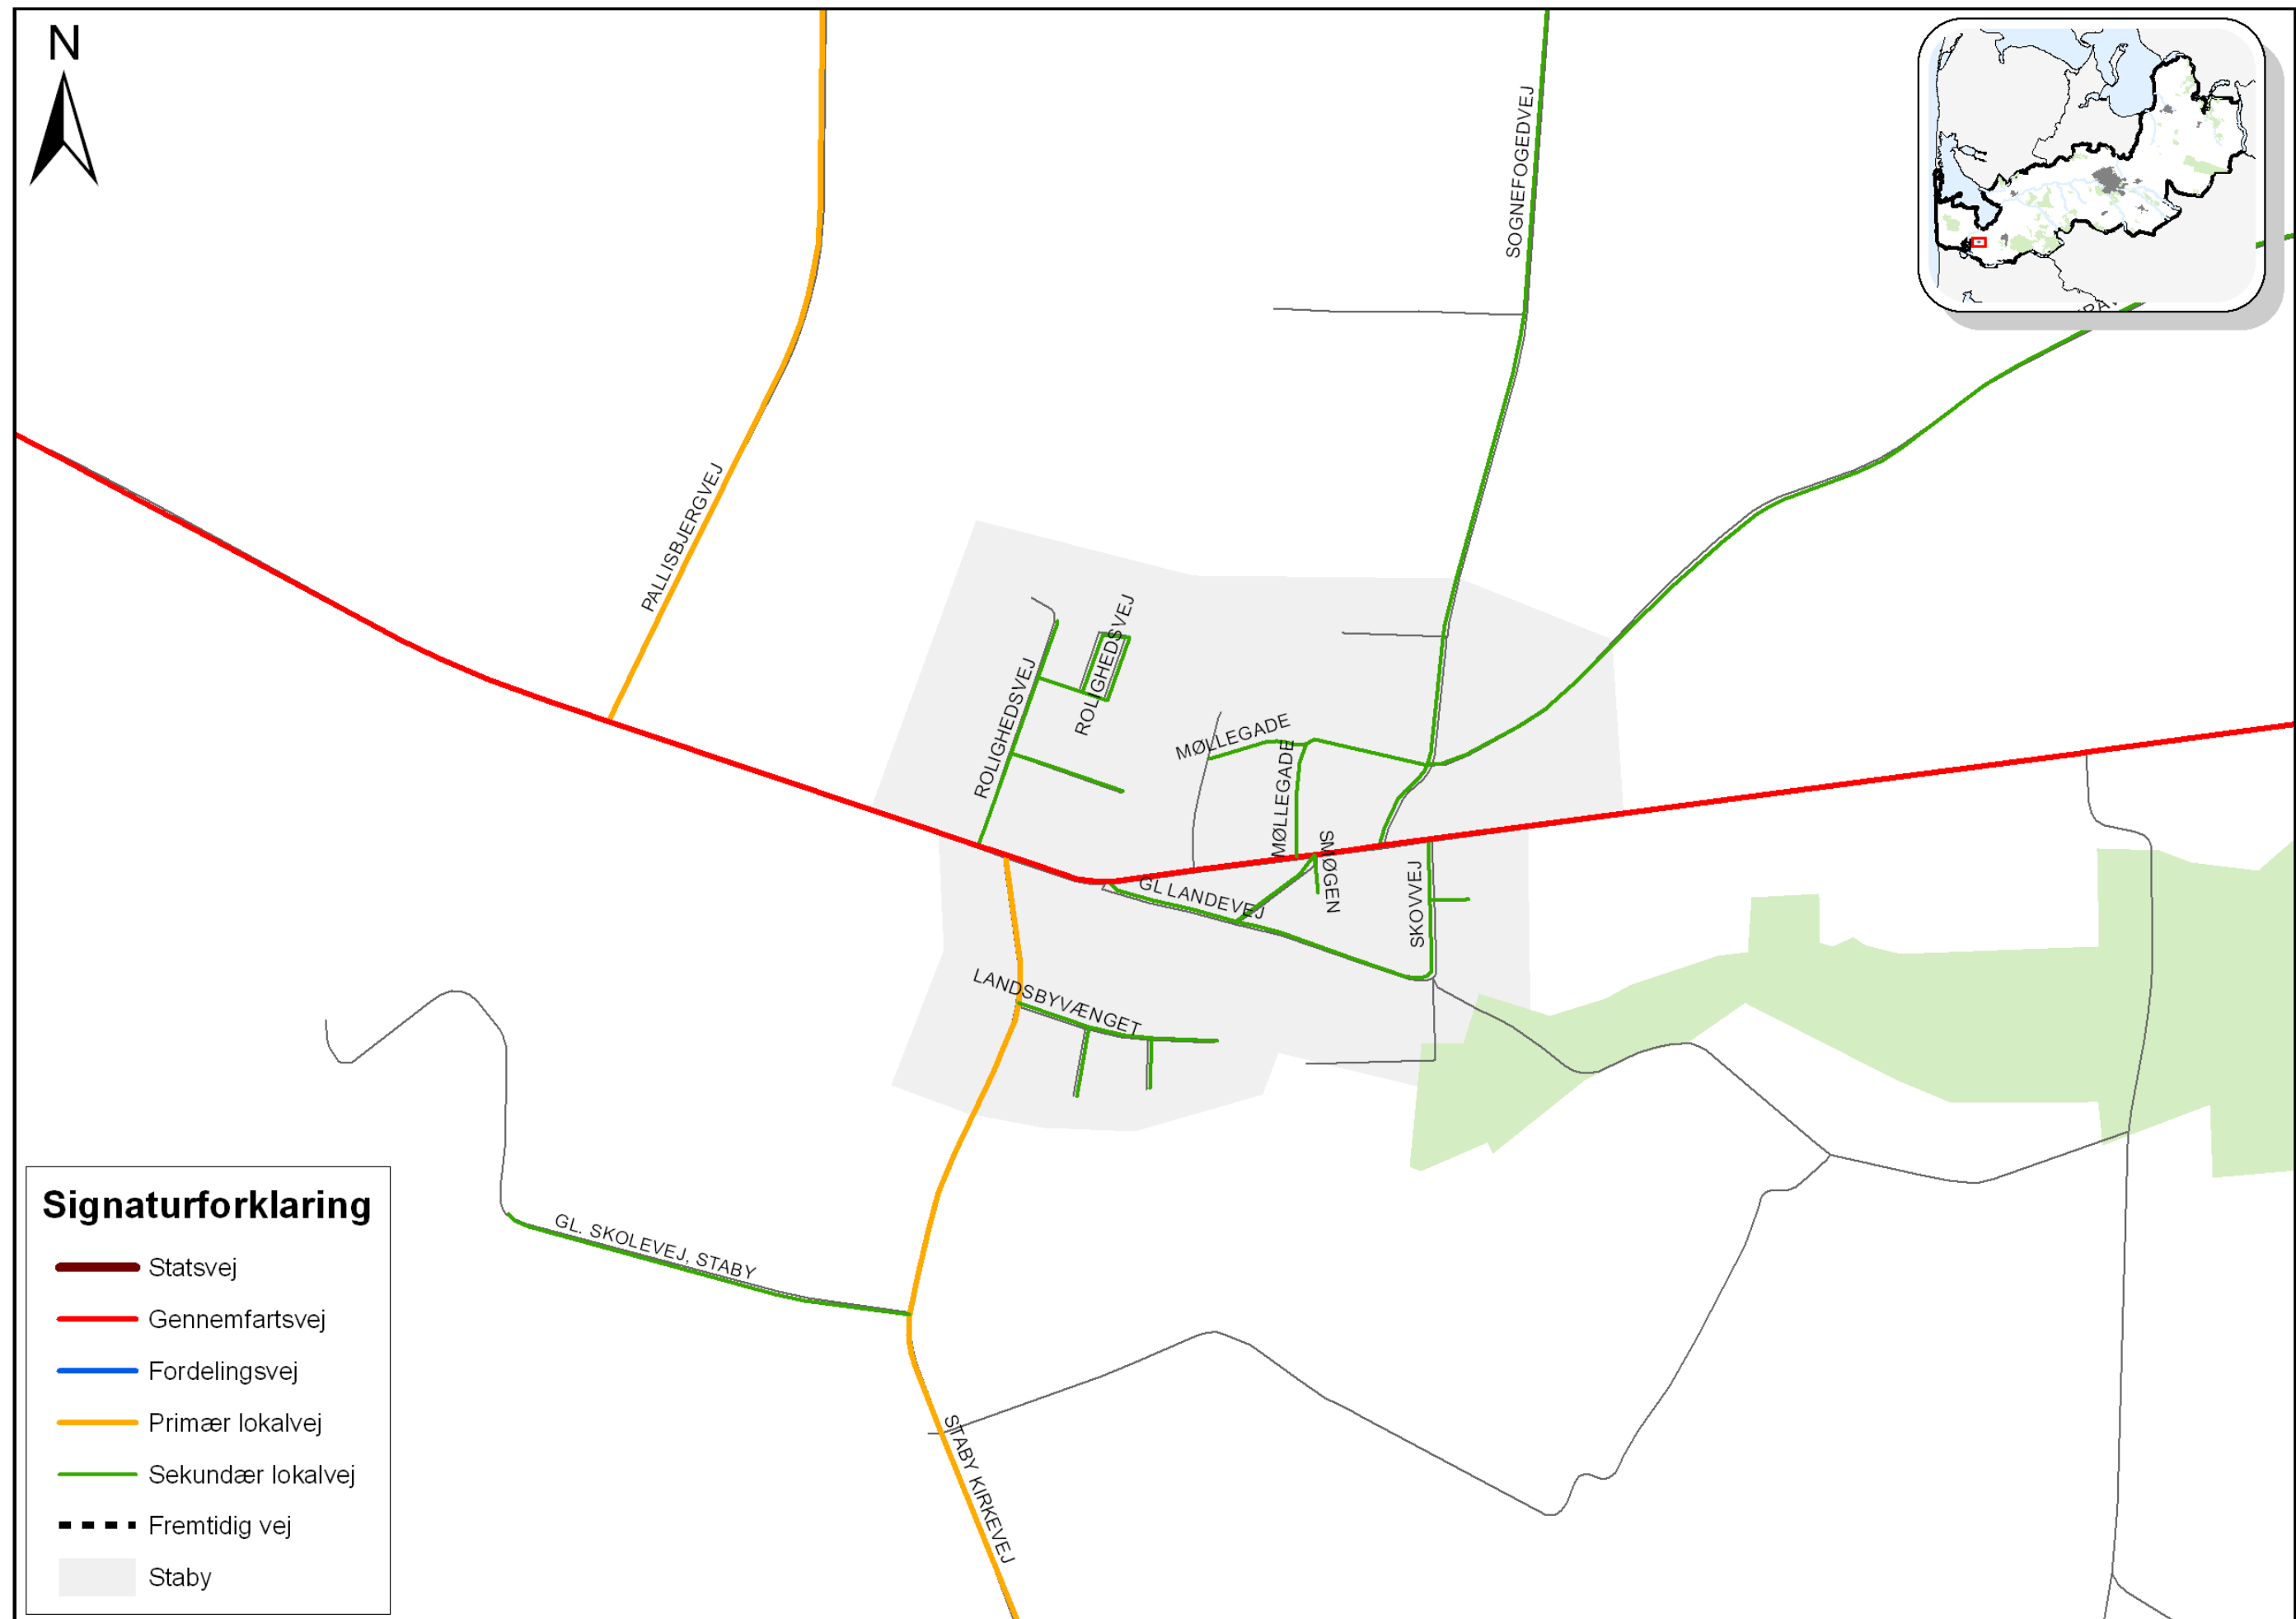 N
SOGNEFOGEDVEJ
PALLISBJERGVEJ
ROLIGHEDSVEJ
ROLIGHEDSVEJ
MØLLEGADE
MØLLEGADE
SMØGEN
GL LANDEVEJ
SKOVVEJ
LANDSBYVÆNGET
GL. SKOLEVEJ, STABY
STABY KIRKEVEJ
Signaturforklaring
Statsvej
Gennemfartsvej
Fordelingsvej
Primær lokalvej
Sekundær lokalvej
Fremtidig vej
Staby